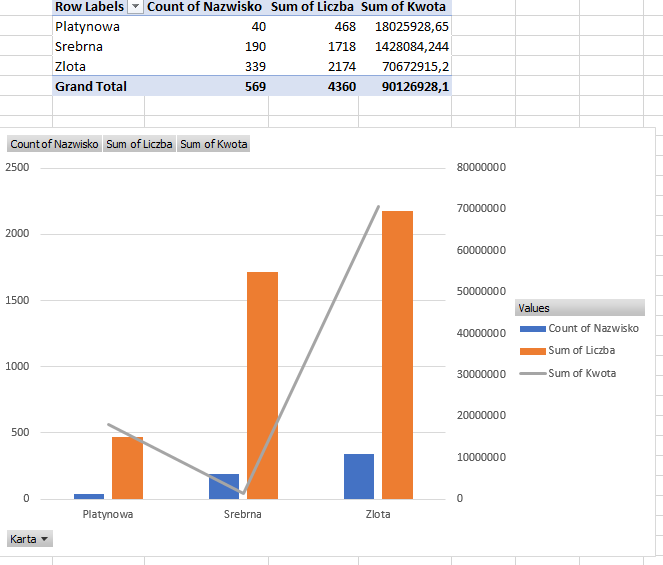 Row Labels Count of Nazwisko Sum of Liczba Sum of Kwota
Platynowa 40 468 18025928,65
Srebrna 190 1718 1428084,244
Zlota 339 2174 70672915,2
Grand Total 569 4360 90126928,1
Count of Nazwisko Sum of Liczba Sum of Kwota
2500 80000000
70000000
2000
60000000
1500 50000000
40000000
1000
30000000
500 20000000
10000000
0 0
Platynowa Srebrna Zlota
Values
Count of Nazwisko
Sum of Liczba
Sum of Kwota
Karta